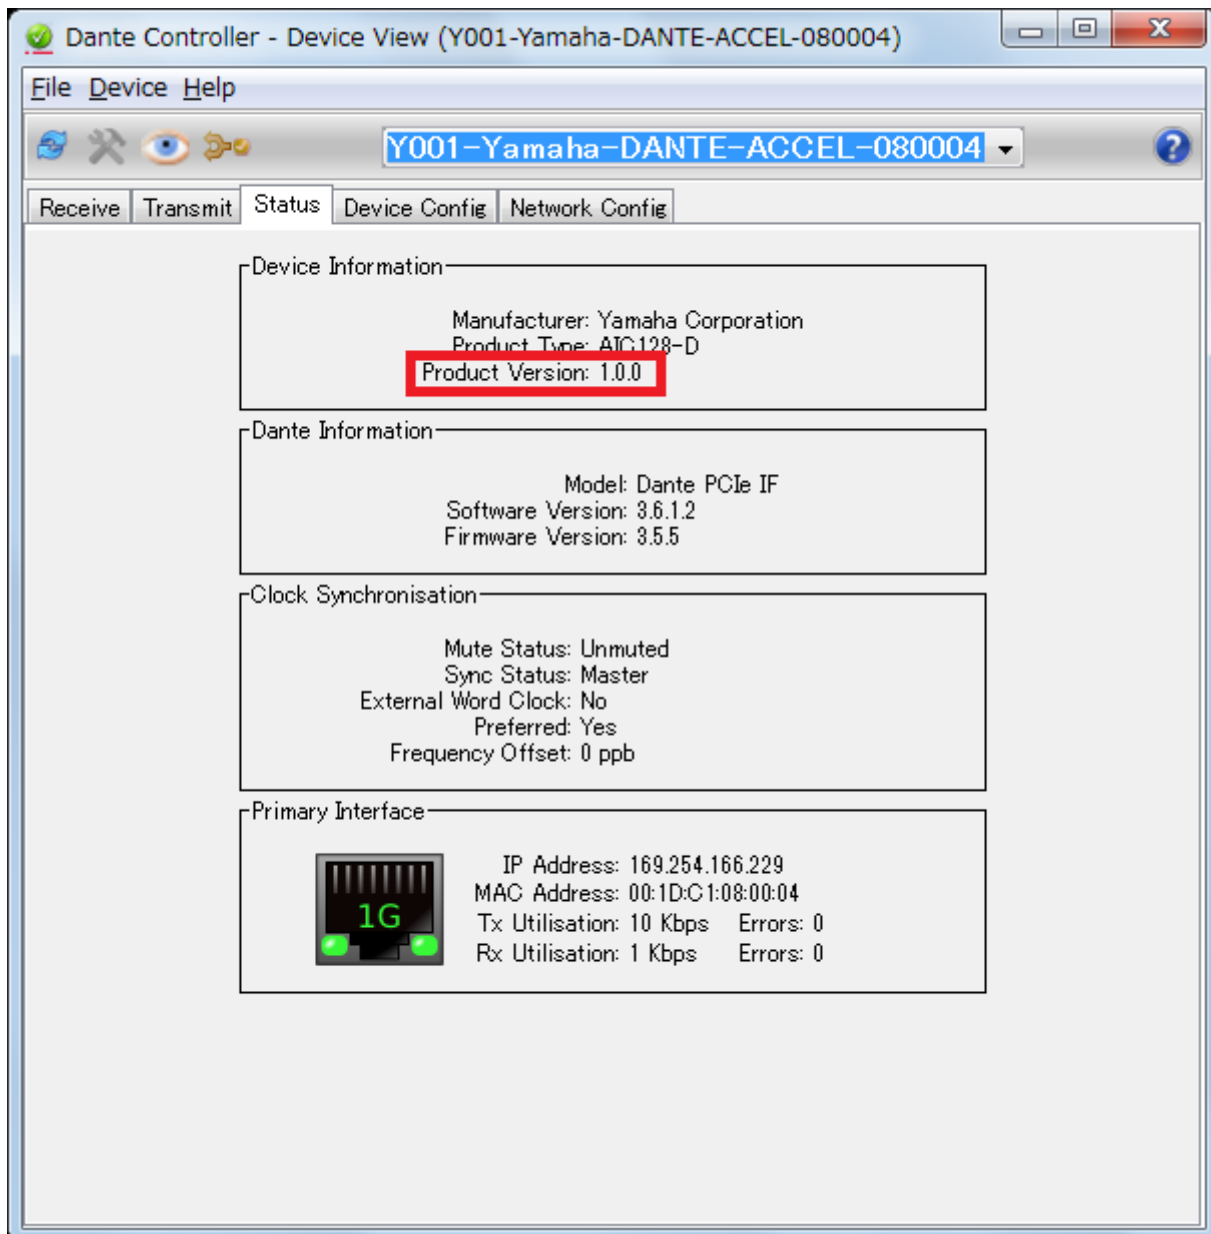 Dante Controller - Device View (Y001-Yamaha-DANTE-ACCEL-080004)
File Device Help
Y001-Yamaha-DANTE-ACCEL-080004
Receive Transmit Status Device Config Network Config
Device Information
Manufacturer: Yamaha Corporation
Product Type: AIC128-D
Product Version: 1.0.0
Dante Information
Model: Dante PCIe IF
Software Version: 3.6.1.2
Firmware Version: 3.5.5
Clock Synchronisation
Mute Status: Unmuted
Sync Status: Master
External Word Clock: No
Preferred: Yes
Frequency Offset: 0 ppb
Primary Interface
1G
IP Address: 169.254.166.229
MAC Address: 00:1D:C1:08:00:04
Tx Utilisation: 10 Kbps Errors: 0
Rx Utilisation: 1 Kbps Errors: 0